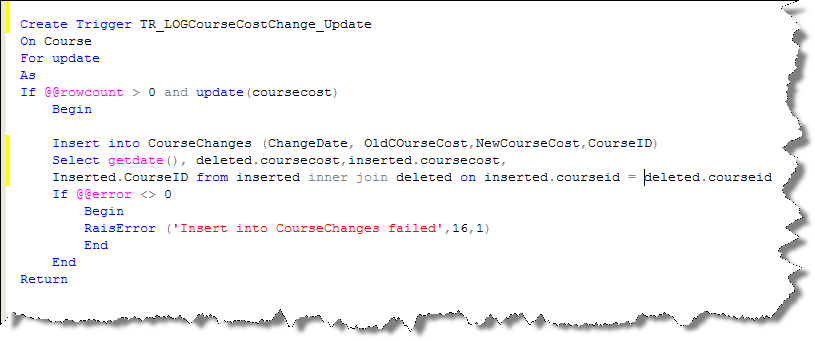 Create Trigger TR_LOGCourseCostChange_Update
On Course
For update
As
If @@rowcount > 0 and update(coursecost)
Begin
Insert into CourseChanges (ChangeDate, OldCOurseCost,NewCourseCost,CourseID)
Select getdate(), deleted.coursecost,inserted.coursecost,
Inserted.CourseID from inserted inner join deleted on inserted.courseid = deleted.courseid
If @@error <> 0
Begin
RaisError ('Insert into CourseChanges failed',16,1)
End
End
Return